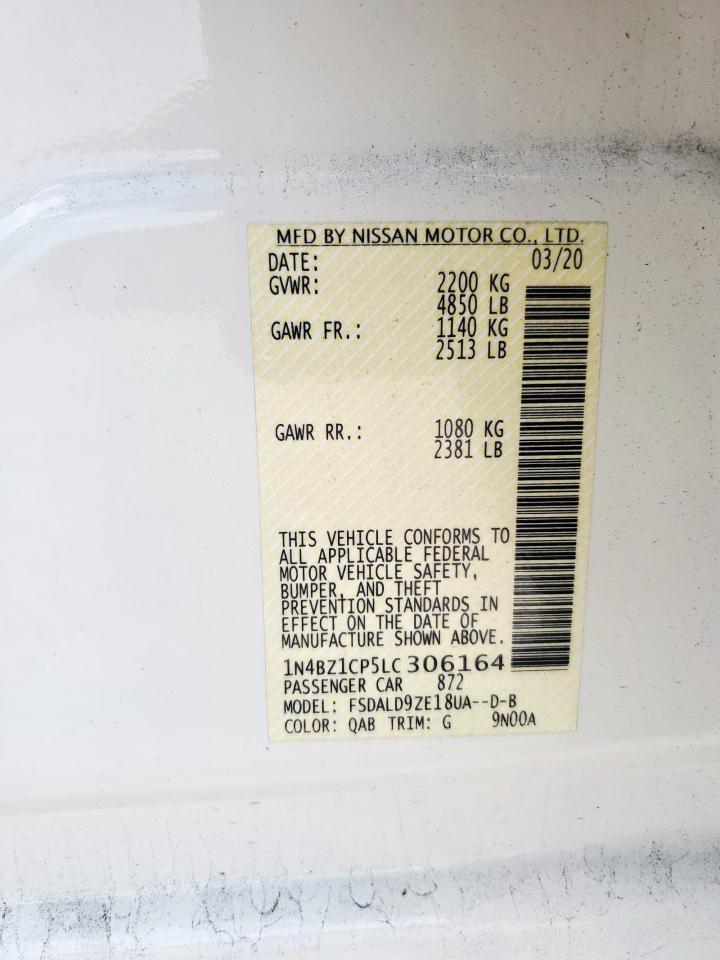 MFD BY NISSAN MOTOR CO., LTD.
DATE: 03/20
GVWR: 2200 KG
4850 LB
GAWR FR.: 1140 KG
2513 LB
GAWR RR.: 1080 KG
2381 LB
THIS VEHICLE CONFORMS TO
ALL APPLICABLE FEDERAL
MOTOR VEHICLE SAFETY,
BUMPER, AND THEFT
PREVENTION STANDARDS IN
EFFECT ON THE DATE OF
MANUFACTURE SHOWN ABOVE.
1N4BZ1CP5LC306164
PASSENGER CAR 872
MODEL: FSDALD9ZE18UA--D-B
COLOR: QAB TRIM: G 9N00A